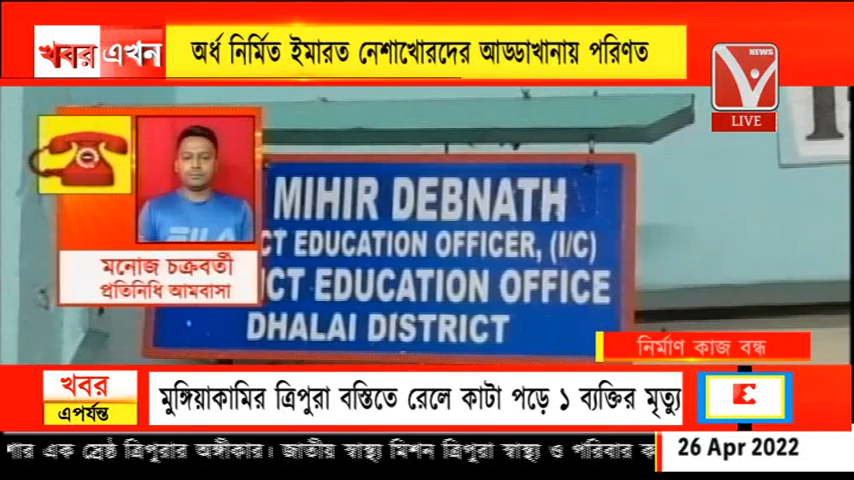 খবর এখন
অর্ধ নির্মিত ইমারত নেশাখোরদের আড্ডাখানায় পরিণত
NEWS
V
LIVE
FILA
মনোজ চক্রবর্তী
প্রতিনিধি আমবাসা
MIHIR DEBNATH
CT EDUCATION OFFICER, (I/C)
ICT EDUCATION OFFICE
DHALAI DISTRICT
নির্মাণ কাজ বন্ধ
খবর
এপর্যন্ত
মুঙ্গিয়াকামির ত্রিপুরা বস্তিতে রেলে কাটা পড়ে ১ ব্যক্তির মৃত্যু
এক স্রেষ্ঠ ত্রিপুরার অঙ্গীকার। জাতীয় স্বাস্থ্য মিশন ত্রিপুরা স্বাস্থ্য ও পরিবার
26 Apr 2022